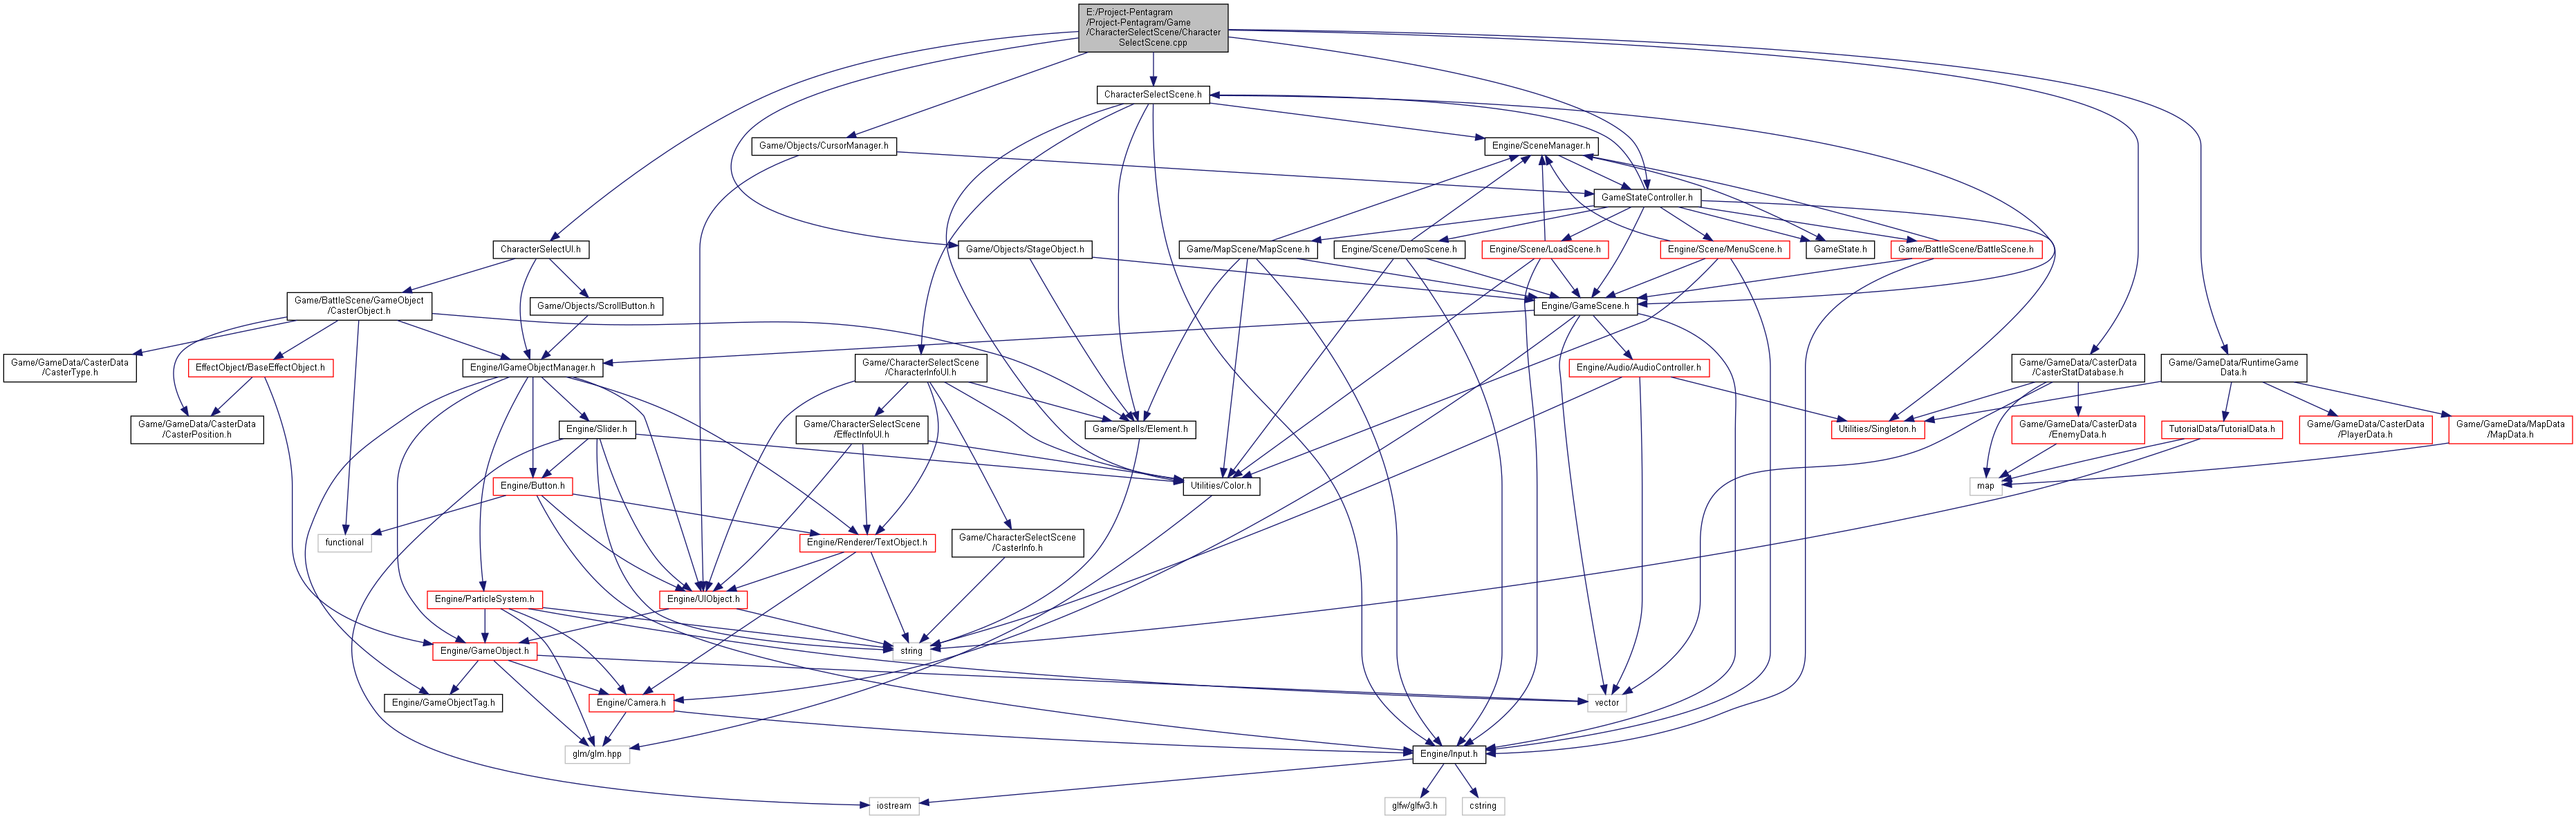 E:/Project-Pentagram
/Project-Pentagram/Game
/CharacterSelectScene/Character
SelectScene.cpp
CharacterSelectScene.h
Game/Objects/CursorManager.h
Engine/SceneManager.h
GameStateController.h
CharacterSelectUI.h
Game/Objects/StageObject.h
Game/MapScene/MapScene.h
Engine/Scene/DemoScene.h
Engine/Scene/LoadScene.h
Engine/Scene/MenuScene.h
GameState.h
Game/BattleScene/BattleScene.h
Game/BattleScene/GameObject
/CasterObject.h
Game/Objects/ScrollButton.h
Engine/GameScene.h
Game/GameData/CasterData
/CasterType.h
EffectObject/BaseEffectObject.h
Engine/IGameObjectManager.h
Game/CharacterSelectScene
/CharacterInfoUI.h
Engine/Audio/AudioController.h
Game/GameData/CasterData
/CasterStatDatabase.h
Game/GameData/RuntimeGame
Data.h
Game/GameData/CasterData
/CasterPosition.h
Engine/Slider.h
Game/CharacterSelectScene
/EffectInfoUI.h
Game/Spells/Element.h
Utilities/Singleton.h
Game/GameData/CasterData
/EnemyData.h
TutorialData/TutorialData.h
Game/GameData/CasterData
/PlayerData.h
Game/GameData/MapData
/MapData.h
Engine/Button.h
Utilities/Color.h
map
functional
Engine/Renderer/TextObject.h
Game/CharacterSelectScene
/CasterInfo.h
Engine/ParticleSystem.h
Engine/UIObject.h
Engine/GameObject.h
string
Engine/GameObjectTag.h
Engine/Camera.h
vector
glm/glm.hpp
Engine/Input.h
iostream
glfw/glfw3.h
cstring